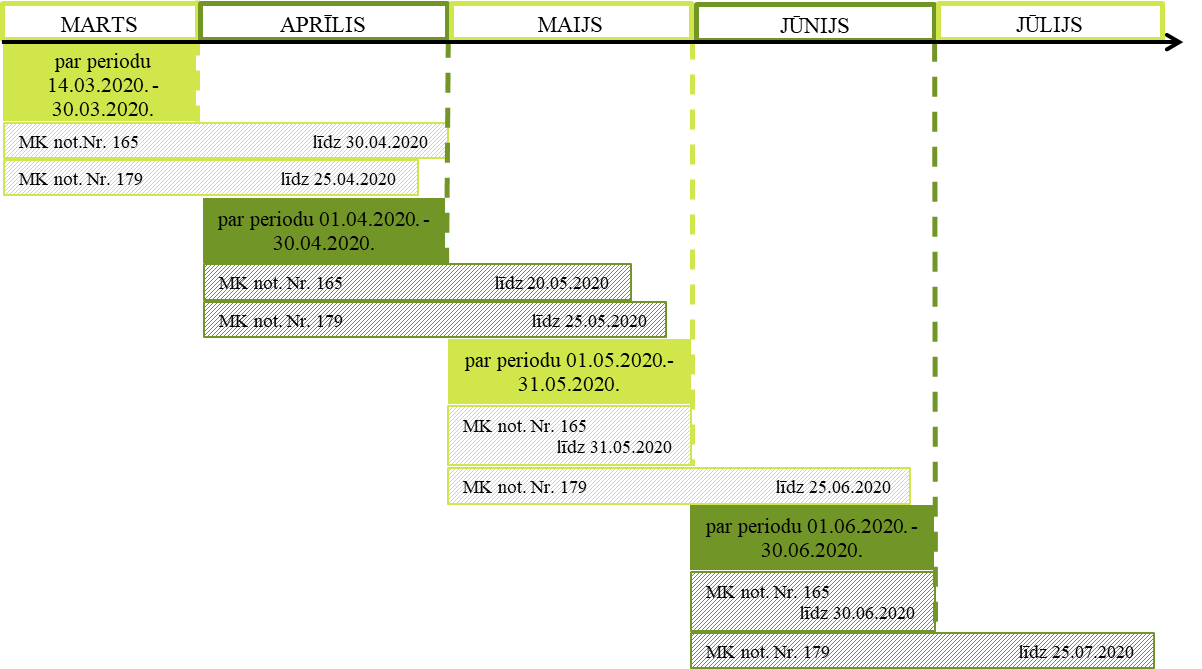 MARTS
APRĪLIS
MAIJS
JŪNIJS
JŪLIJS
par periodu
14.03.2020. -
30.03.2020.
MK not.Nr. 165 līdz 30.04.2020
MK not. Nr. 179 līdz 25.04.2020
par periodu 01.04.2020. -
30.04.2020.
MK not. Nr. 165 līdz 20.05.2020
MK not. Nr. 179 līdz 25.05.2020
par periodu 01.05.2020.-
31.05.2020.
MK not. Nr. 165
līdz 31.05.2020
MK not. Nr. 179 līdz 25.06.2020
par periodu 01.06.2020. -
30.06.2020.
MK not. Nr. 165
līdz 30.06.2020
MK not. Nr. 179 līdz 25.07.2020